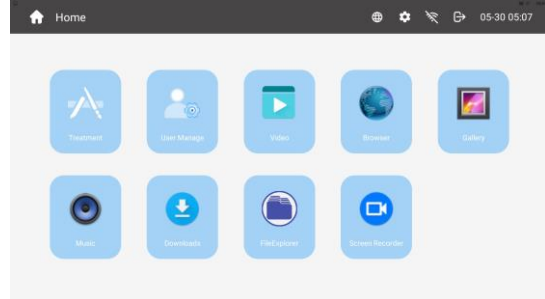 Home 05-30 05:07
Treatment User Manage Video Browser Gallery
Music Downloads FileExplorer Screen Recorder